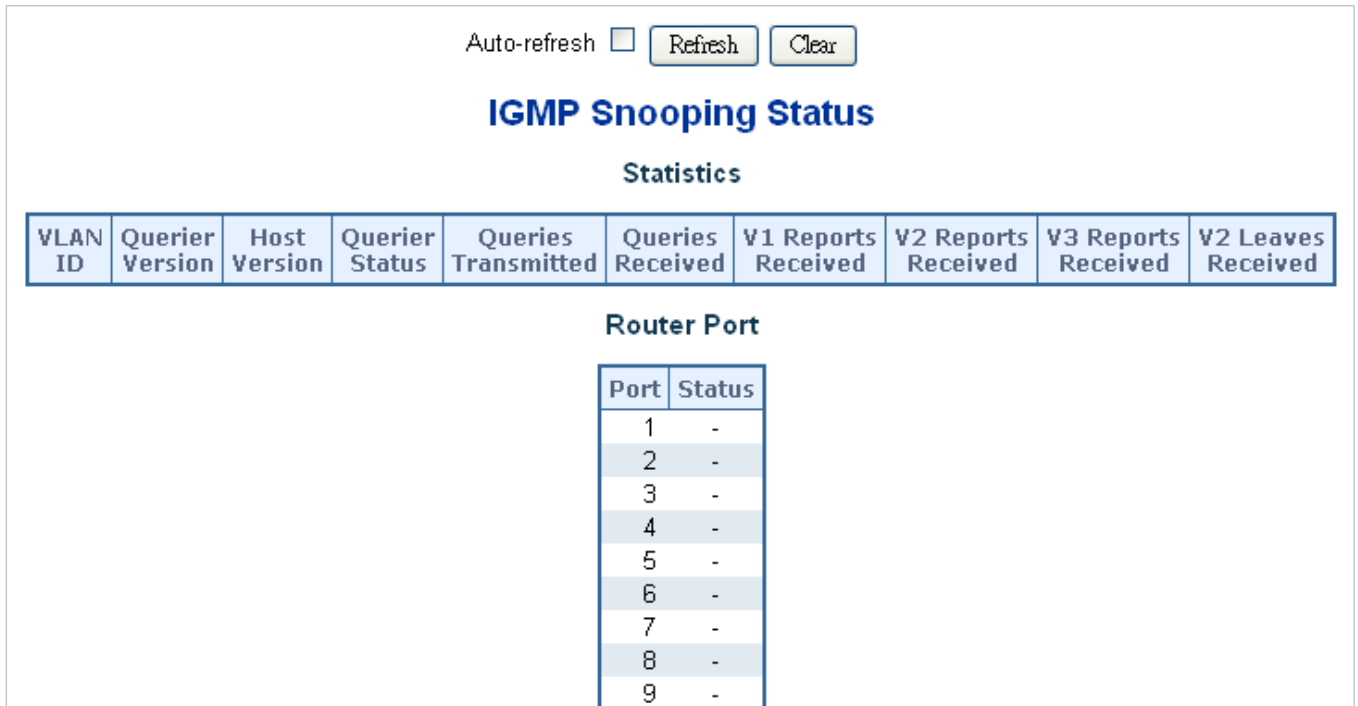 Auto-refresh Refresh Clear
IGMP Snooping Status
Statistics
VLAN ID Querier Version Host Version Querier Status Queries Transmitted Queries Received V1 Reports Received V2 Reports Received V3 Reports Received V2 Leaves Received
Router Port
Port Status
1 -
2 -
3 -
4 -
5 -
6 -
7 -
8 -
9 -